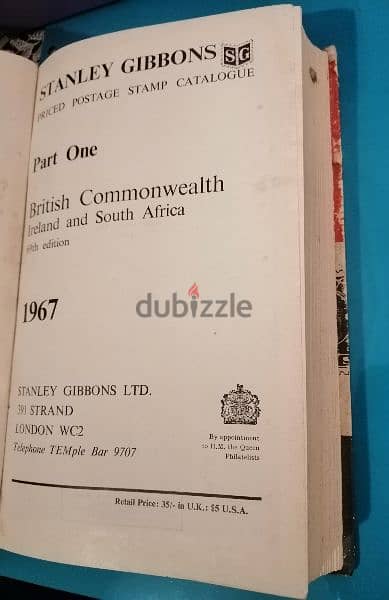 STANLEY GIBBONS SG
PRICED POSTAGE STAMP CATALOGUE
Part One
British Commonwealth
Ireland and South Africa
69th edition
1967
dubizzle
STANLEY GIBBONS LTD.
391 STRAND
LONDON WC2
Telephone TEMple Bar 9707
By appointment
to H.M. the Queen
Philatelists
Retail Price: 35/- in U.K.: $5 U.S.A.